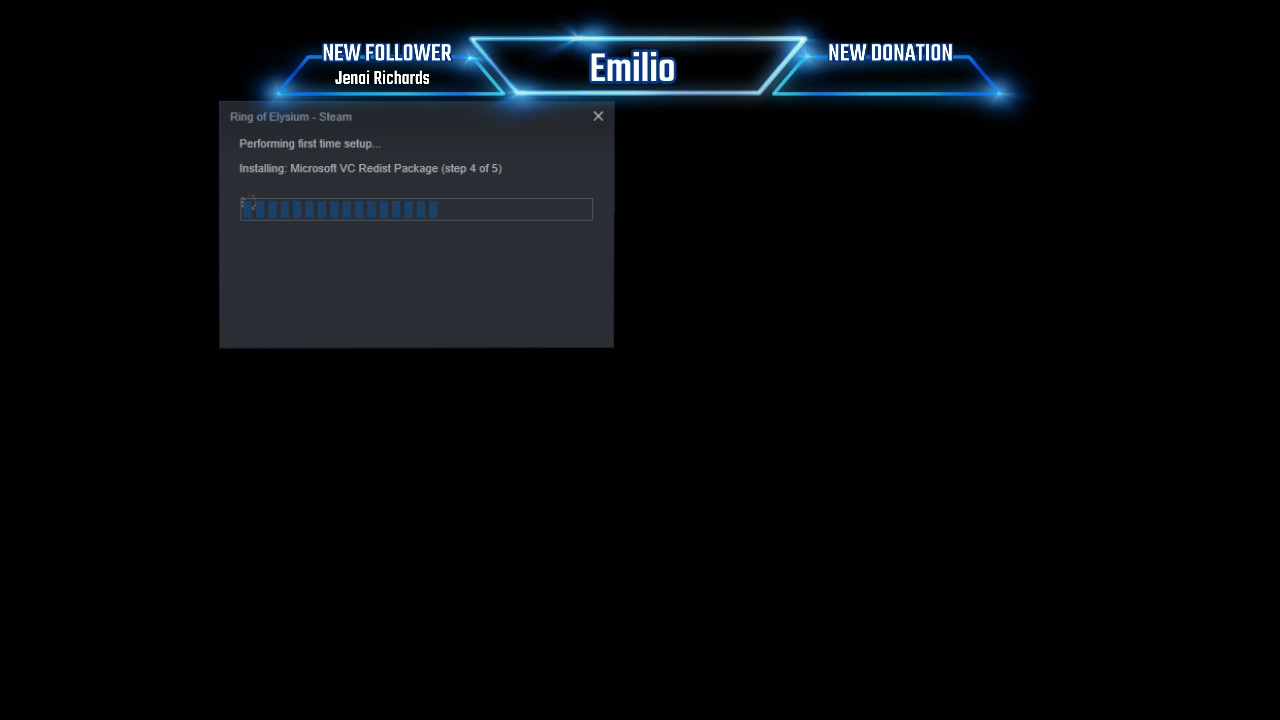 NEW FOLLOWER
Jenai Richards
Emilio
NEW DONATION
Ring of Elysium - Steam
Performing first time setup...
Installing: Microsoft VC Redist Package (step 4 of 5)